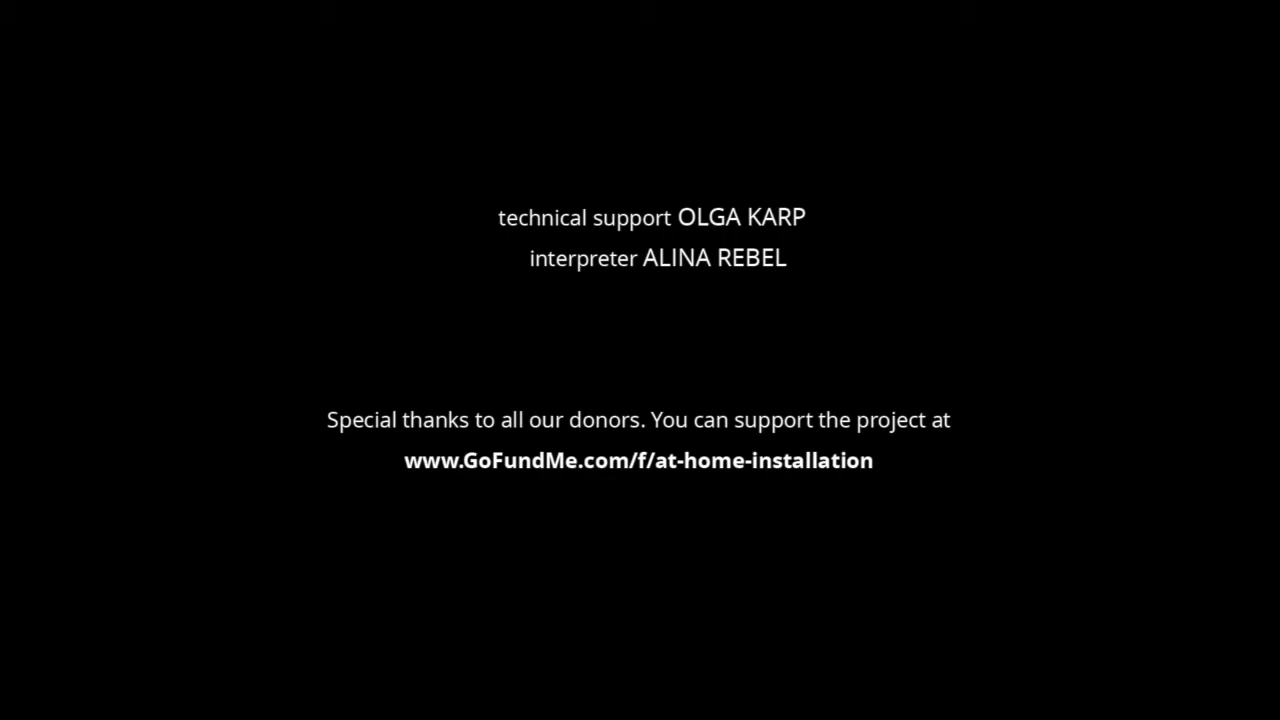 technical support OLGA KARP
interpreter ALINA REBEL
Special thanks to all our donors. You can support the project at
www.GoFundMe.com/f/at-home-installation